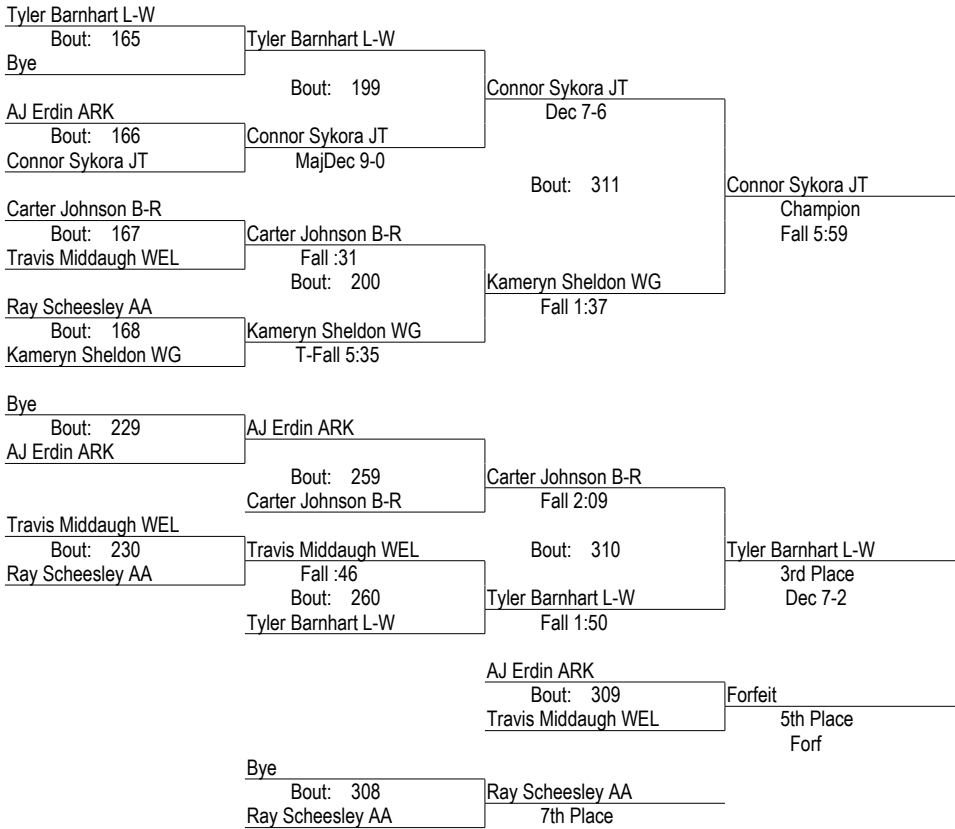 Tyler Barnhart L-W
Bout: 165
Tyler Barnhart L-W
Bye
Bout: 199
Connor Sykora JT
AJ Erdin ARK
Dec 7-6
Bout: 166
Connor Sykora JT
Connor Sykora JT
MajDec 9-0
Bout: 311
Connor Sykora JT
Carter Johnson B-R
Champion
Bout: 167
Carter Johnson B-R
Fall 5:59
Travis Middaugh WEL
Fall :31
Bout: 200
Kameryn Sheldon WG
Ray Scheesley AA
Fall 1:37
Bout: 168
Kameryn Sheldon WG
Kameryn Sheldon WG
T-Fall 5:35
Bye
Bout: 229
AJ Erdin ARK
AJ Erdin ARK
Bout: 259
Carter Johnson B-R
Carter Johnson B-R
Fall 2:09
Travis Middaugh WEL
Bout: 230
Travis Middaugh WEL
Bout: 310
Tyler Barnhart L-W
Ray Scheesley AA
Fall :46
3rd Place
Bout: 260
Tyler Barnhart L-W
Dec 7-2
Tyler Barnhart L-W
Fall 1:50
AJ Erdin ARK
Bout: 309
Forfeit
Travis Middaugh WEL
5th Place
Forf
Bye
Bout: 308
Ray Scheesley AA
Ray Scheesley AA
7th Place